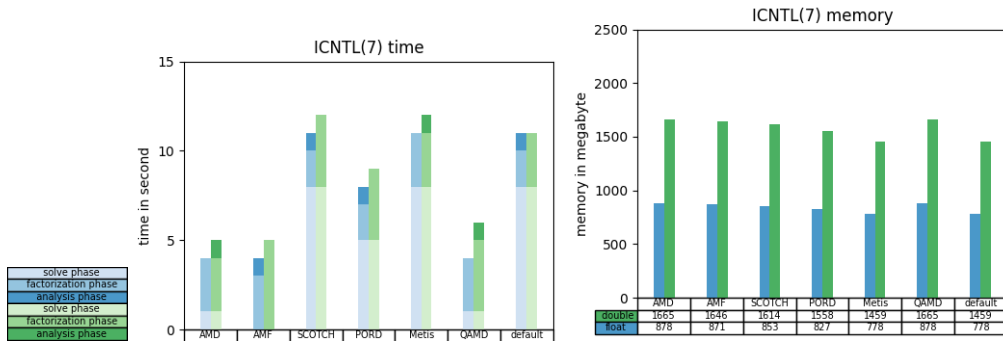 ICNTL(7) time
time in second
15
10
5
0
AMD AMF SCOTCH PORD Metis QAMD default
solve phase
factorization phase
analysis phase
solve phase
factorization phase
analysis phase
ICNTL(7) memory
memory in megabyte
2500
2000
1500
1000
500
0
AMD AMF SCOTCH PORD Metis QAMD default
double 1665 1646 1614 1558 1459 1665 1459
float 878 871 853 827 778 878 778